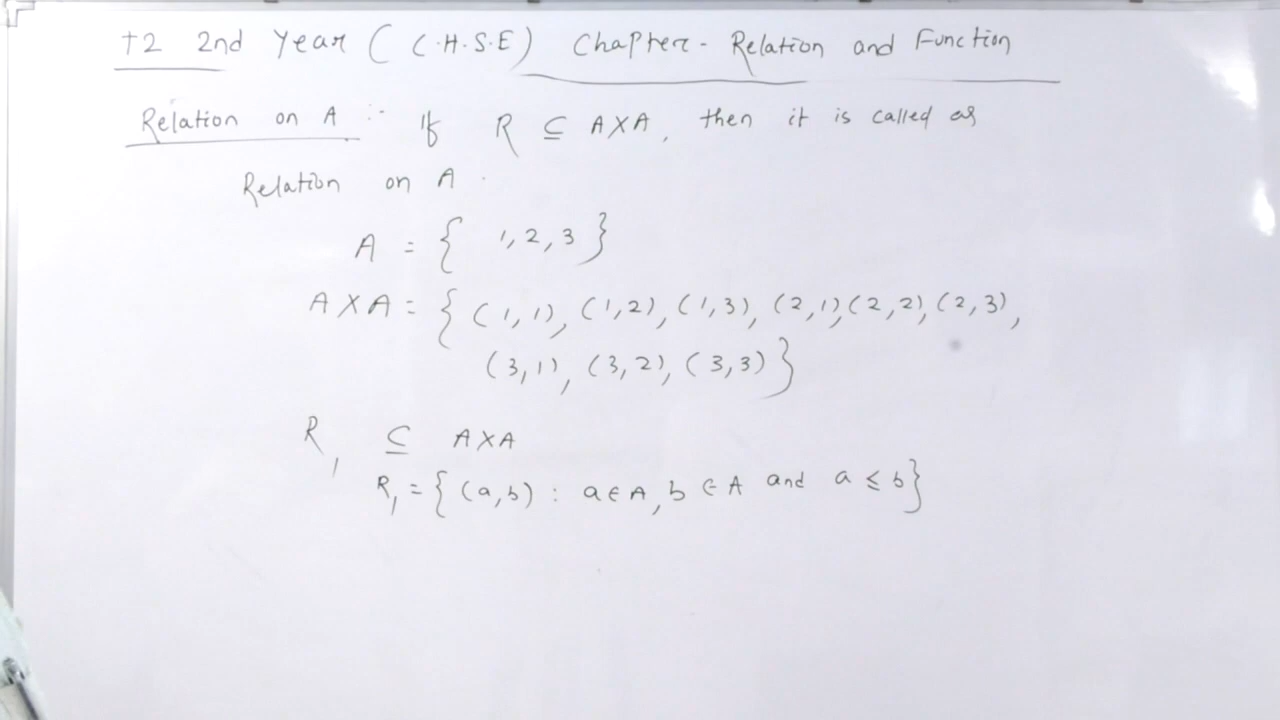 +2 2nd Year ( C.H.S.E) Chapter - Relation and Function
Relation on A :- If R ⊆ A×A, then it is called as
Relation on A.
A = { 1, 2, 3 }
A×A = { (1,1), (1,2), (1,3), (2,1), (2,2), (2,3),
(3,1), (3,2), (3,3) }
R₁ ⊆ A×A
R₁ = { (a,b) : a∈A, b∈A and a ≤ b }